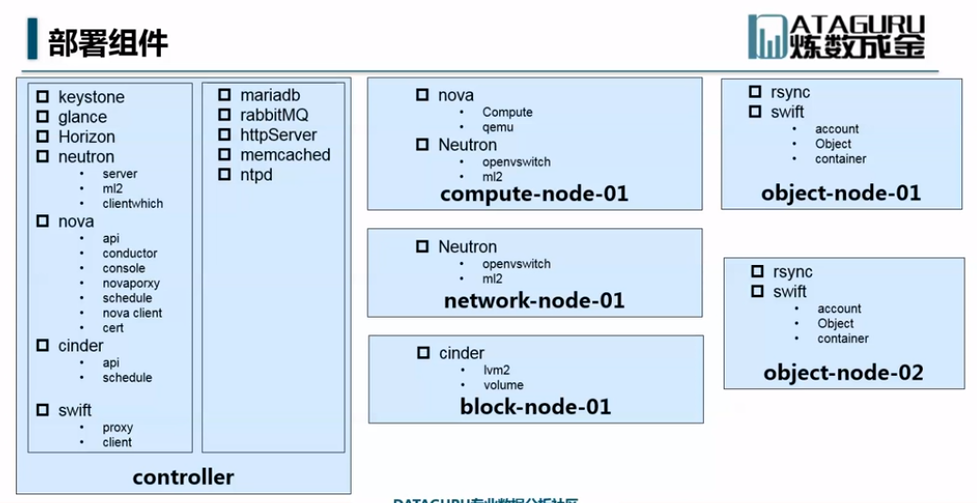 部署组件
ATAGURU
炼数成金
keystone
glance
Horizon
neutron
server
ml2
clientwhich
nova
api
conductor
console
novaporxy
schedule
nova client
cert
cinder
api
schedule
swift
proxy
client
mariadb
rabbitMQ
httpServer
memcached
ntpd
controller
nova
Compute
qemu
Neutron
openvswitch
ml2
compute-node-01
Neutron
openvswitch
ml2
network-node-01
cinder
lvm2
volume
block-node-01
rsync
swift
account
Object
container
object-node-01
rsync
swift
account
Object
container
object-node-02
DATAGURU专业数据分析社区